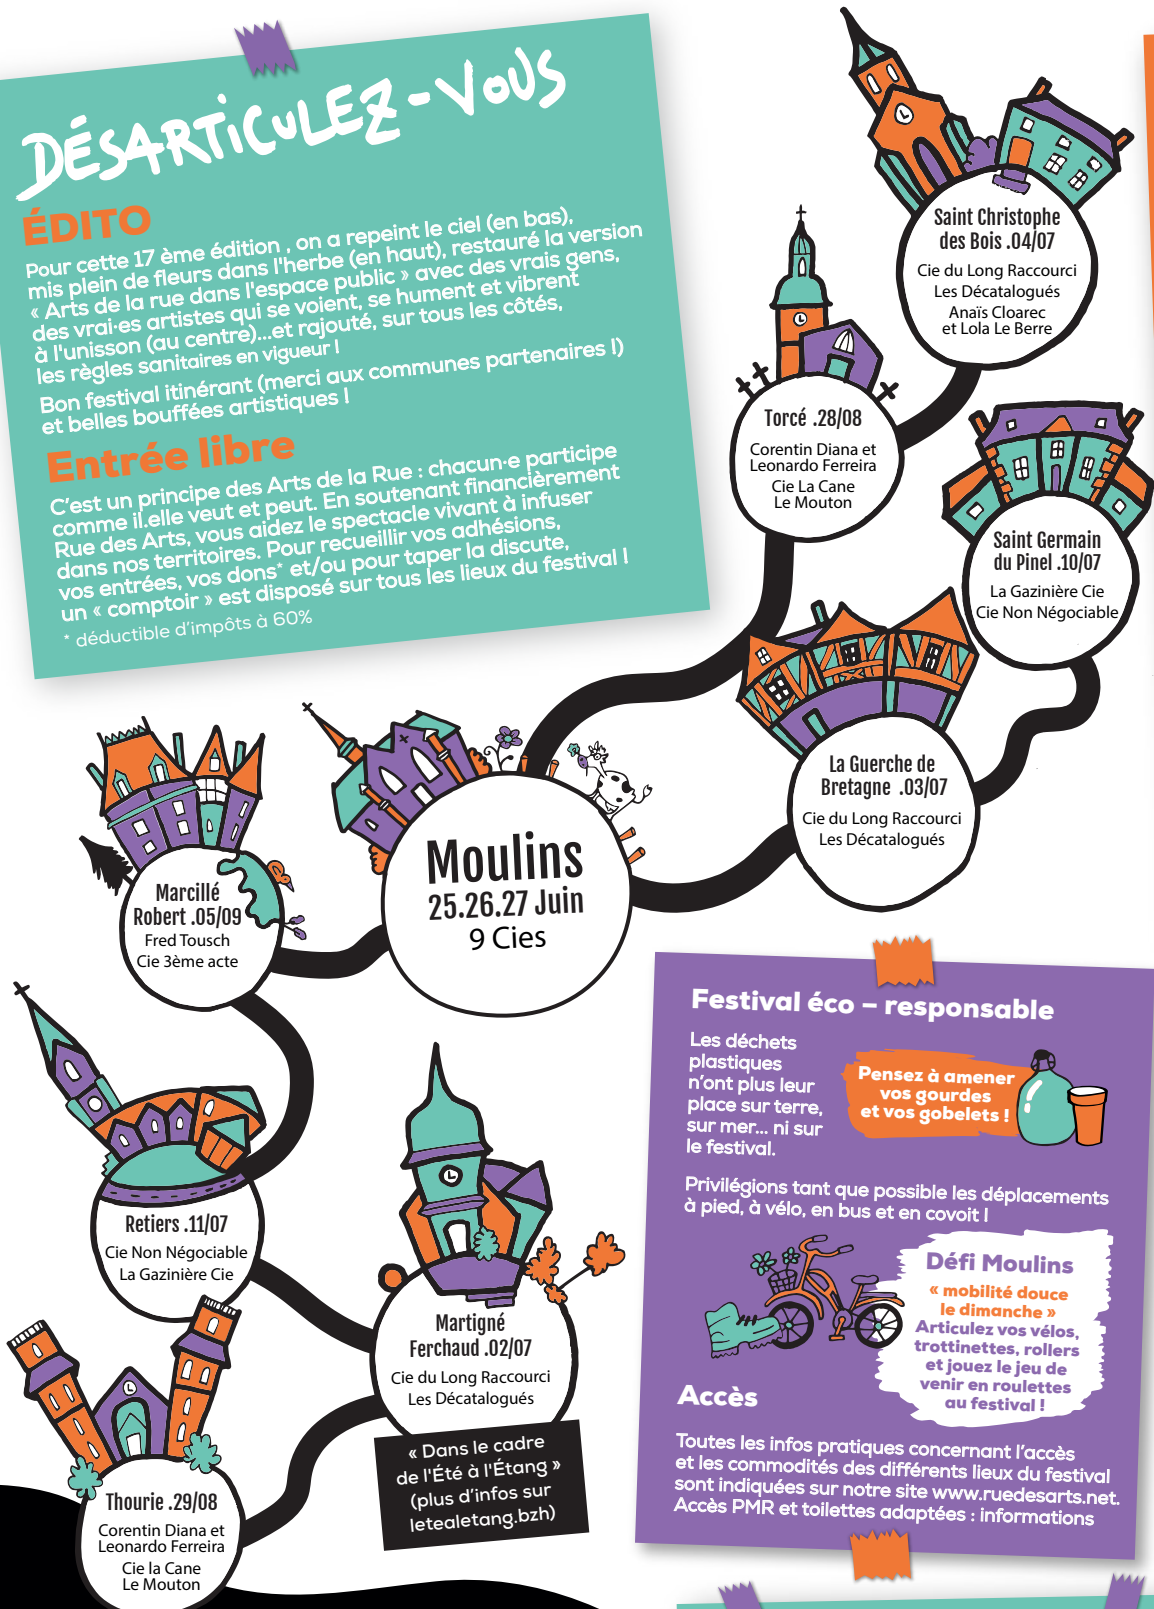 DÉSARTICULEZ-VOUS
ÉDITO
Pour cette 17 ème édition , on a repeint le ciel (en bas),
mis plein de fleurs dans l'herbe (en haut), restauré la version
« Arts de la rue dans l'espace public » avec des vrais gens,
des vrai·es artistes qui se voient, se hument et vibrent
à l'unisson (au centre)...et rajouté, sur tous les côtés,
les règles sanitaires en vigueur !
Bon festival itinérant (merci aux communes partenaires !)
et belles bouffées artistiques !
Entrée libre
C'est un principe des Arts de la Rue : chacun·e participe
comme il.elle veut et peut. En soutenant financièrement
Rue des Arts, vous aidez le spectacle vivant à infuser
dans nos territoires. Pour recueillir vos adhésions,
vos entrées, vos dons* et/ou pour taper la discute,
un « comptoir » est disposé sur tous les lieux du festival !
* déductible d'impôts à 60%
Saint Christophe
des Bois .04/07
Cie du Long Raccourci
Les Décatalogués
Anaïs Cloarec
et Lola Le Berre
Torcé .28/08
Corentin Diana et
Leonardo Ferreira
Cie La Cane
Le Mouton
Saint Germain
du Pinel .10/07
La Gazinière Cie
Cie Non Négociable
La Guerche de
Bretagne .03/07
Cie du Long Raccourci
Les Décatalogués
Moulins
25.26.27 Juin
9 Cies
Marcillé
Robert .05/09
Fred Tousch
Cie 3ème acte
Retiers .11/07
Cie Non Négociable
La Gazinière Cie
Martigné
Ferchaud .02/07
Cie du Long Raccourci
Les Décatalogués
« Dans le cadre
de l'Été à l'Étang »
(plus d'infos sur
letealetang.bzh)
Thourie .29/08
Corentin Diana et
Leonardo Ferreira
Cie la Cane
Le Mouton
Festival éco – responsable
Les déchets
plastiques
n'ont plus leur
place sur terre,
sur mer... ni sur
le festival.
Pensez à amener
vos gourdes
et vos gobelets !
Privilégions tant que possible les déplacements
à pied, à vélo, en bus et en covoit !
Défi Moulins
« mobilité douce
le dimanche »
Articulez vos vélos,
trottinettes, rollers
et jouez le jeu de
venir en roulettes
au festival !
Accès
Toutes les infos pratiques concernant l'accès
et les commodités des différents lieux du festival
sont indiquées sur notre site www.ruedesarts.net.
Accès PMR et toilettes adaptées : informations